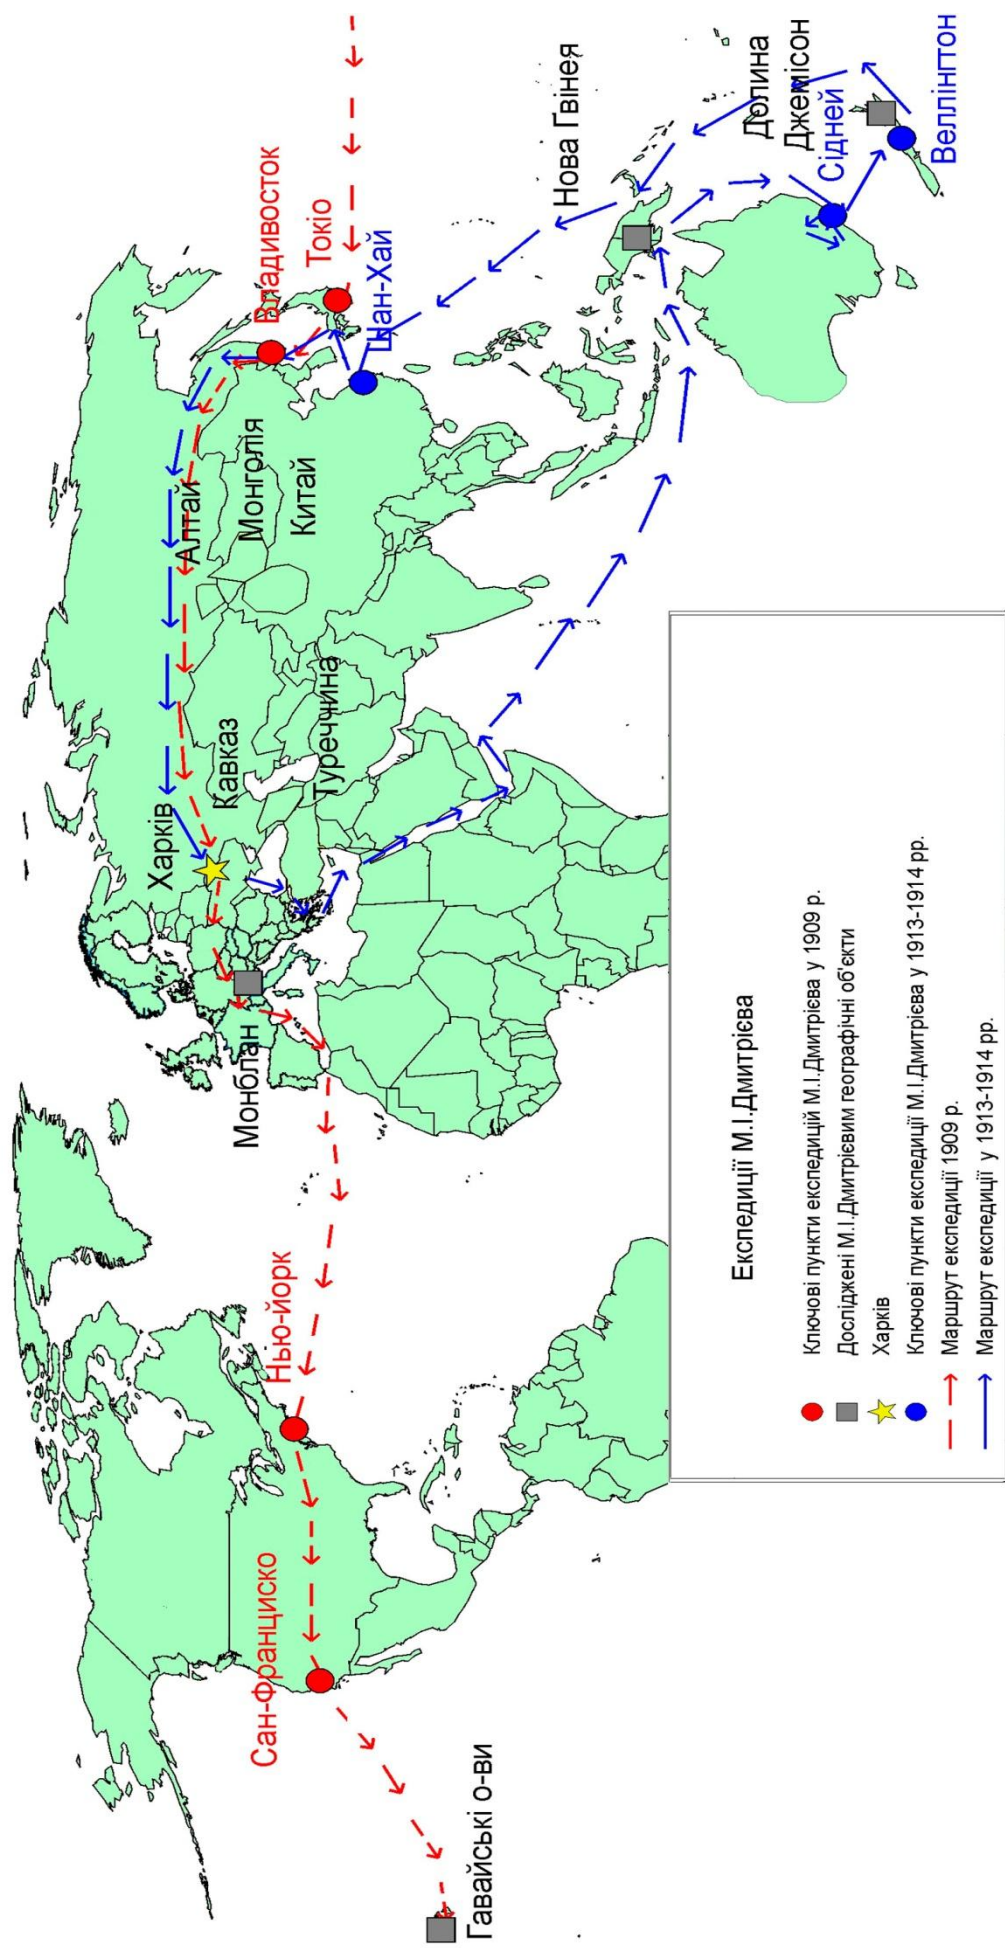 Гавайські о-ви
Сан-Франциско
Нью-йорк
Монблан
Харків
Кавказ
Туреччина
Алтай
Монголія
Китай
Владивосток
Токіо
Шан-Хай
Нова Гвінея
Долина
Джемісон
Сідней
Веллінгтон
Експедиції М.І.Дмитрієва
Ключові пункти експедицій М.І.Дмитрієва у 1909 р.
Досліджені М.І.Дмитрієвим географічні об'єкти
Харків
Ключові пункти експедиції М.І.Дмитрієва у 1913-1914 рр.
Маршрут експедиції 1909 р.
Маршрут експедиції у 1913-1914 рр.